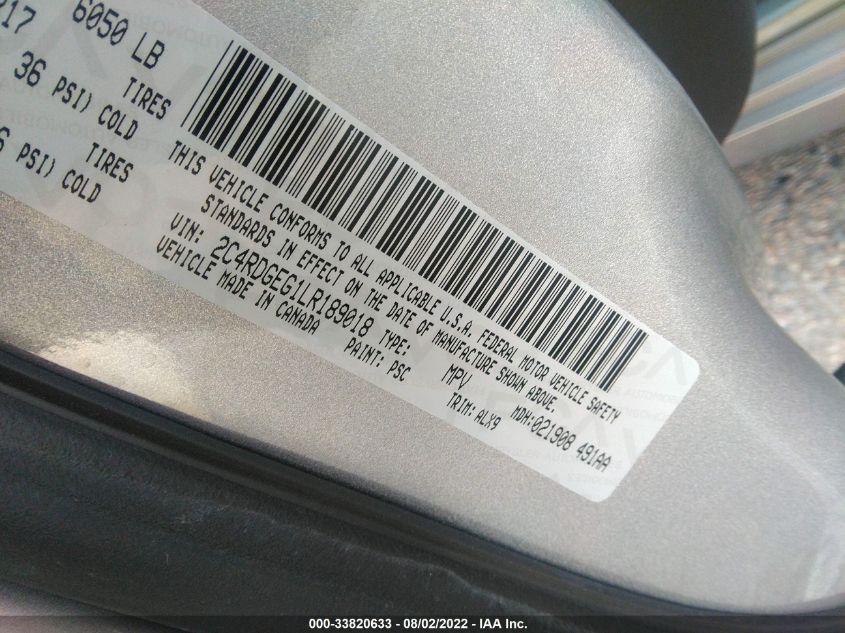 6050 LB
36 PSI) COLD
TIRES
PSI) COLD
TIRES
THIS VEHICLE CONFORMS TO ALL APPLICABLE U.S.A. FEDERAL MOTOR VEHICLE SAFETY
STANDARDS IN EFFECT ON THE DATE OF MANUFACTURE SHOWN ABOVE.
VIN: 2C4RDGEG1LR189018 TYPE: MPV MDH:021908 491AA
VEHICLE MADE IN CANADA PAINT: PSC TRIM: ALX9
000-33820633 - 08/02/2022 - IAA Inc.